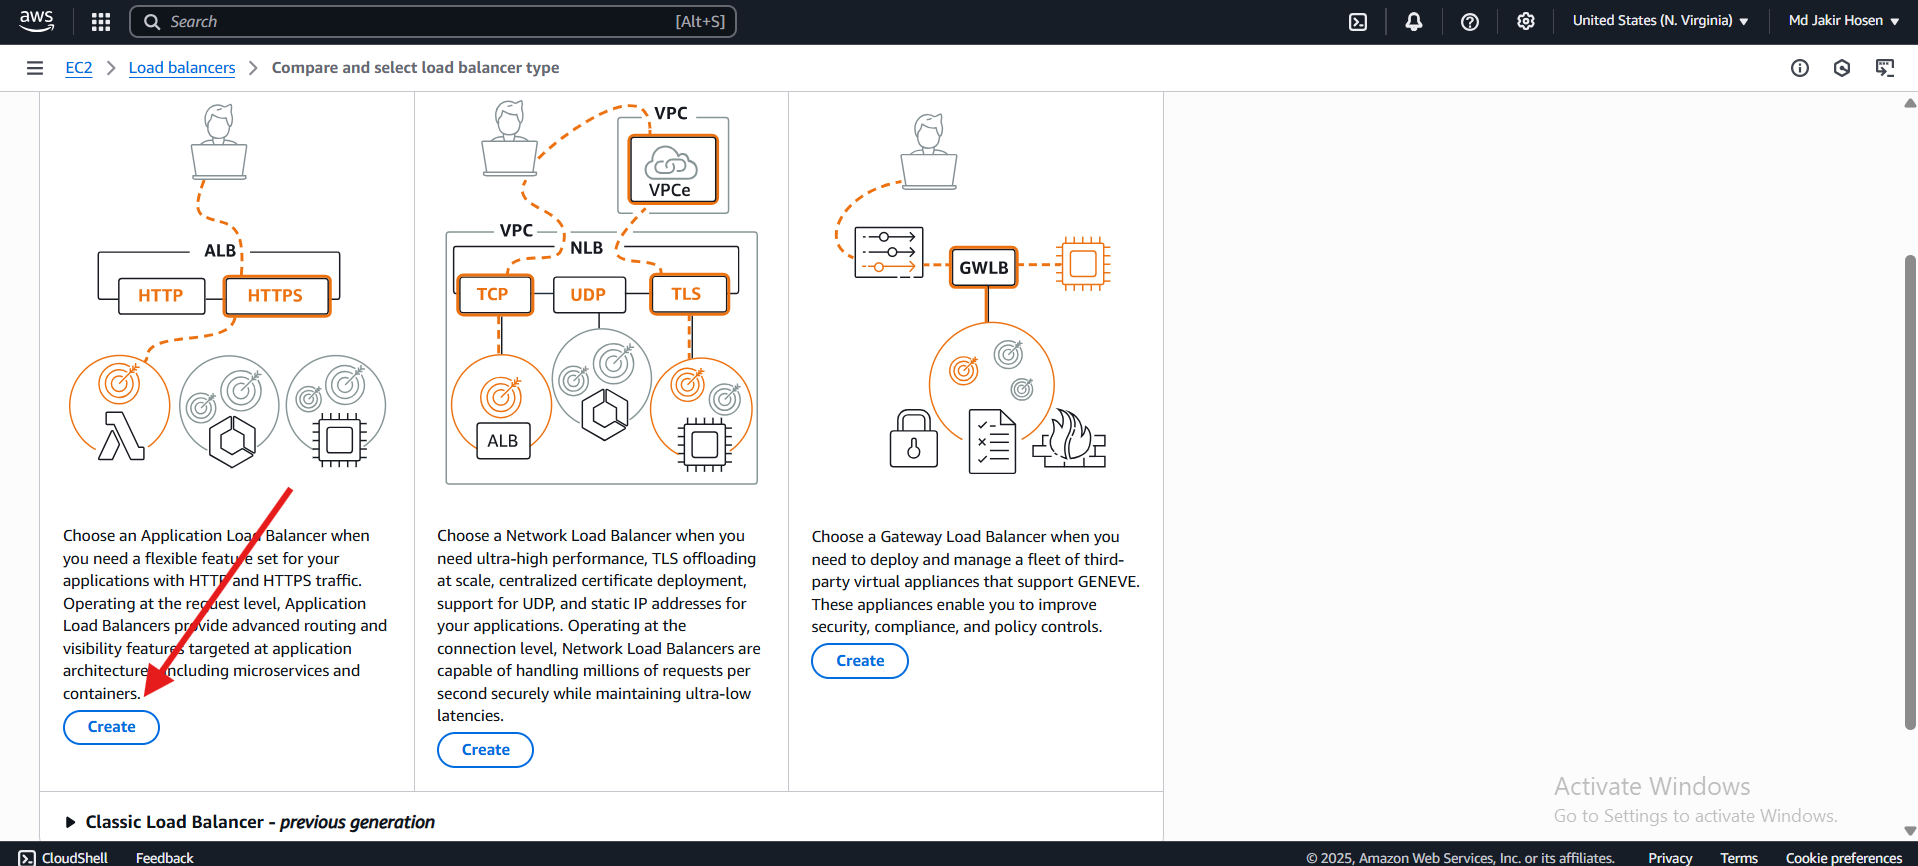 aws
Search
[Alt+S]
United States (N. Virginia)
Md Jakir Hosen
EC2
Load balancers
Compare and select load balancer type
ALB
HTTP
HTTPS
VPC
VPCe
VPC
NLB
TCP
UDP
TLS
ALB
GWLB
Choose an Application Load Balancer when
you need a flexible feature set for your
applications with HTTP and HTTPS traffic.
Operating at the request level, Application
Load Balancers provide advanced routing and
visibility features targeted at application
architectures, including microservices and
containers.
Create
Choose a Network Load Balancer when you
need ultra-high performance, TLS offloading
at scale, centralized certificate deployment,
support for UDP, and static IP addresses for
your applications. Operating at the
connection level, Network Load Balancers are
capable of handling millions of requests per
second securely while maintaining ultra-low
latencies.
Create
Choose a Gateway Load Balancer when you
need to deploy and manage a fleet of third-
party virtual appliances that support GENEVE.
These appliances enable you to improve
security, compliance, and policy controls.
Create
Classic Load Balancer - previous generation
Activate Windows
Go to Settings to activate Windows.
CloudShell
Feedback
© 2025, Amazon Web Services, Inc. or its affiliates.
Privacy
Terms
Cookie preferences